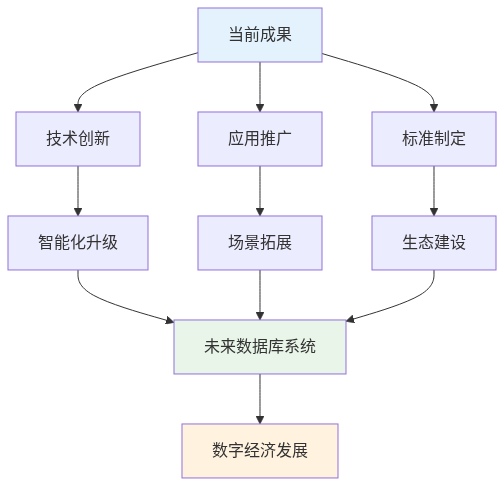 当前成果
技术创新
应用推广
标准制定
智能化升级
场景拓展
生态建设
未来数据库系统
数字经济发展